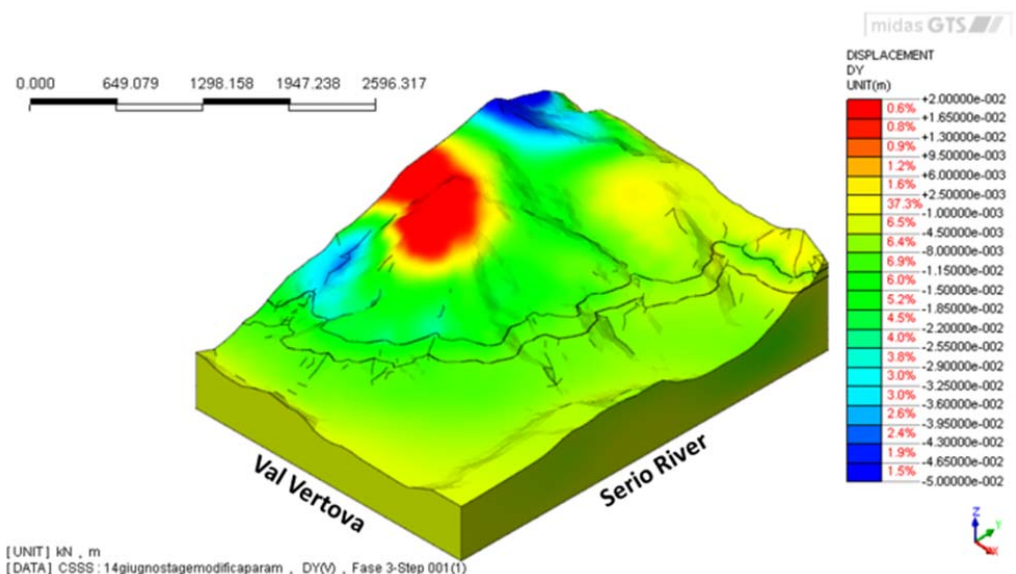 midas GTS
DISPLACEMENT
DY
UNIT(m)
0.000 649.079 1298.158 1947.238 2596.317
+2.00000e-002
0.6%
+1.65000e-002
0.8%
+1.30000e-002
0.9%
+9.50000e-003
1.2%
+6.00000e-003
1.6%
+2.50000e-003
37.3%
-1.00000e-003
6.5%
-4.50000e-003
6.4%
-8.00000e-003
6.9%
-1.15000e-002
6.0%
-1.50000e-002
5.2%
-1.85000e-002
4.5%
-2.20000e-002
4.0%
-2.55000e-002
3.8%
-2.90000e-002
3.0%
-3.25000e-002
3.0%
-3.60000e-002
2.6%
-3.95000e-002
2.4%
-4.30000e-002
1.9%
-4.65000e-002
1.5%
-5.00000e-002
Val Vertova
Serio River
Z
Y
X
[UNIT] kN , m
[DATA] CSSS : 14giugnostagemodificaparam , DY(V) , Fase 3-Step 001(1)